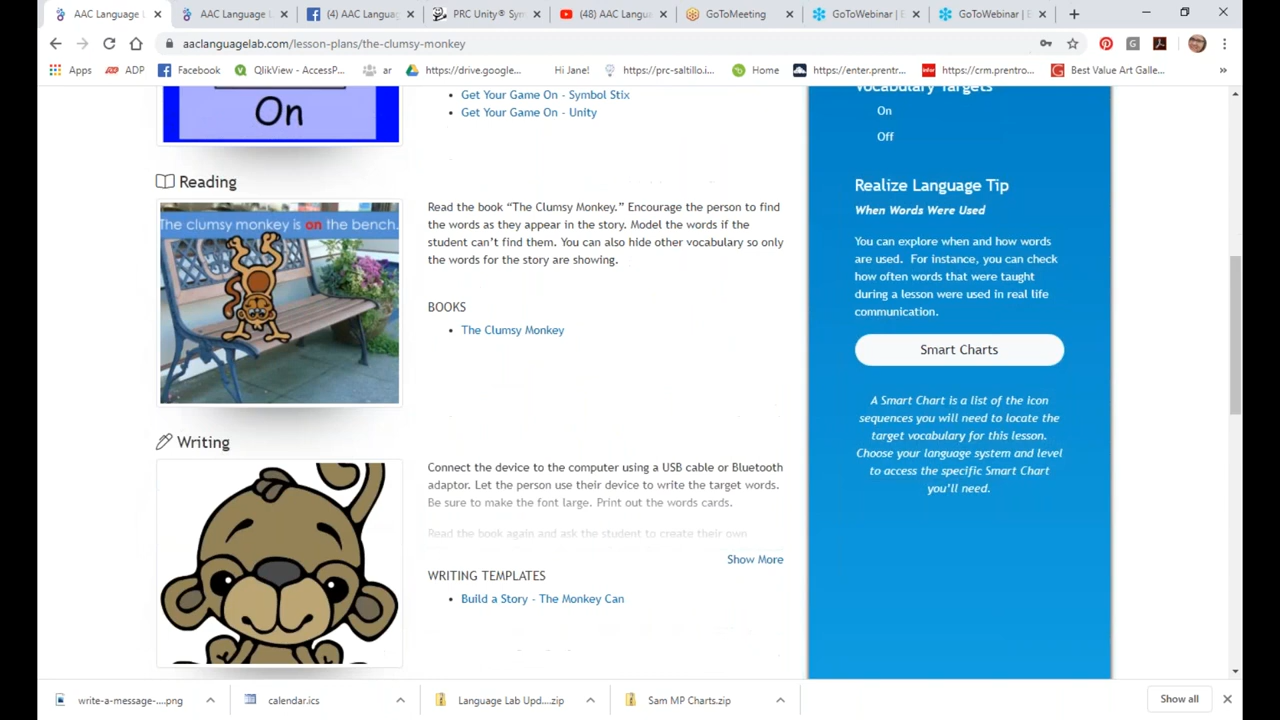 AAC Language L
AAC Language L
(4) AAC Languag
PRC Unity® Sym
(48) AAC Langu
GoToMeeting
GoToWebinar | E
GoToWebinar | E
aaclanguagelab.com/lesson-plans/the-clumsy-monkey
Apps
ADP
Facebook
QlikView - AccessP...
ar
https://drive.google...
Hi Jane!
https://prc-saltillo.i...
Home
https://enter.prentr...
https://crm.prentro...
Best Value Art Galle...
On
Get Your Game On - Symbol Stix
Get Your Game On - Unity
Reading
The clumsy monkey is on the bench.
Read the book “The Clumsy Monkey.” Encourage the person to find
the words as they appear in the story. Model the words if the
student can’t find them. You can also hide other vocabulary so only
the words for the story are showing.
BOOKS
The Clumsy Monkey
Writing
Connect the device to the computer using a USB cable or Bluetooth
adaptor. Let the person use their device to write the target words.
Be sure to make the font large. Print out the words cards.
Read the book again and ask the student to create their own
Show More
WRITING TEMPLATES
Build a Story - The Monkey Can
Vocabulary Targets
On
Off
Realize Language Tip
When Words Were Used
You can explore when and how words
are used. For instance, you can check
how often words that were taught
during a lesson were used in real life
communication.
Smart Charts
A Smart Chart is a list of the icon
sequences you will need to locate the
target vocabulary for this lesson.
Choose your language system and level
to access the specific Smart Chart
you’ll need.
write-a-message-....png
calendar.ics
Language Lab Upd....zip
Sam MP Charts.zip
Show all